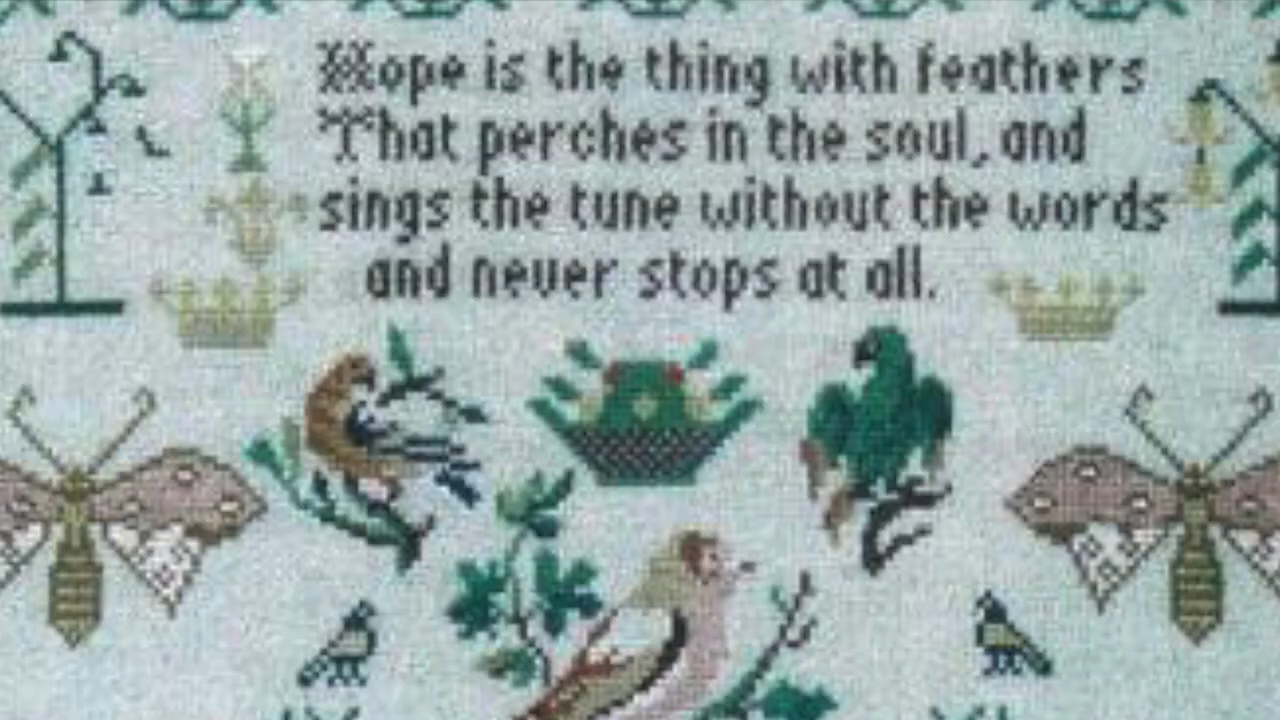 Hope is the thing with feathers
That perches in the soul, and
sings the tune without the words
and never stops at all.